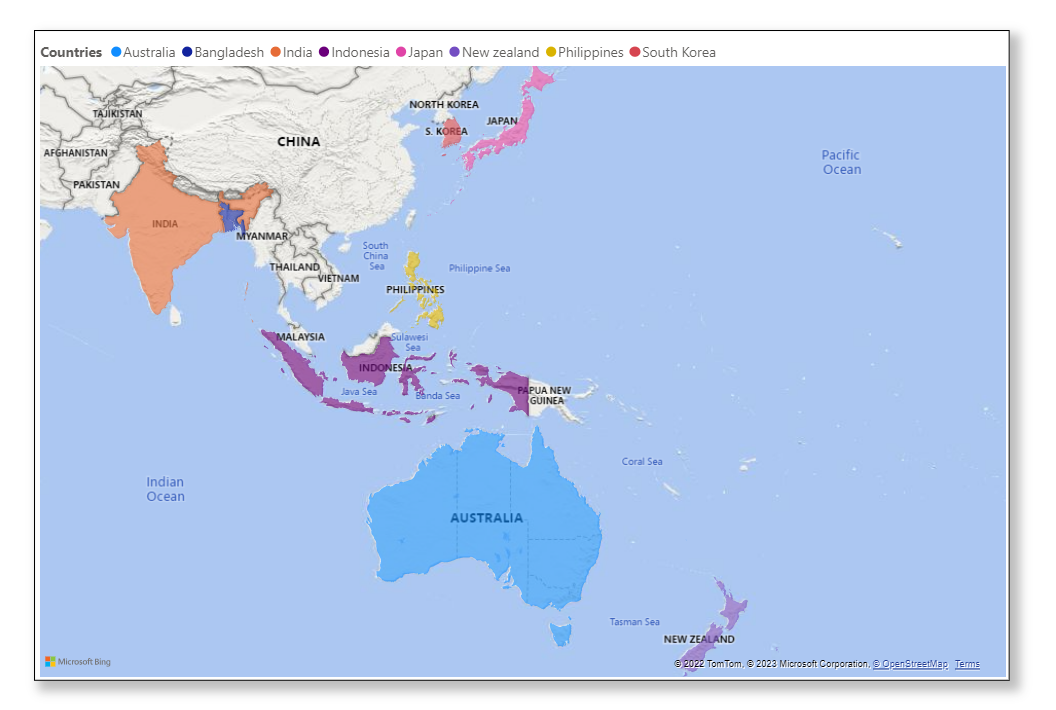 Countries Australia Bangladesh India Indonesia Japan New zealand Philippines South Korea
NORTH KOREA
TAJIKISTAN
JAPAN
S. KOREA
CHINA
AFGHANISTAN
Pacific
Ocean
PAKISTAN
INDIA
MYANMAR
South
China
Sea
THAILAND
Philippine Sea
VIETNAM
PHILIPPINES
MALAYSIA
Sulawesi
Sea
INDONESIA
Java Sea
Banda Sea
PAPUA NEW
GUINEA
Coral Sea
Indian
Ocean
AUSTRALIA
Tasman Sea
NEW ZEALAND
Microsoft Bing
© 2022 TomTom, © 2023 Microsoft Corporation, © OpenStreetMap Terms